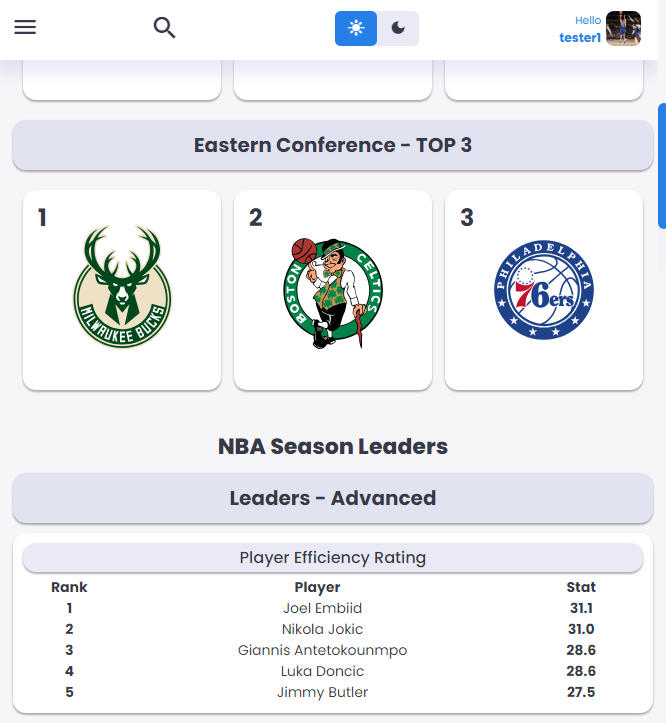 Hello
tester1
Eastern Conference - TOP 3
1
2
3
MILWAUKEE BUCKS
BOSTON CELTICS
PHILADELPHIA
76ers
NBA Season Leaders
Leaders - Advanced
Player Efficiency Rating
Rank Player Stat
1 Joel Embiid 31.1
2 Nikola Jokic 31.0
3 Giannis Antetokounmpo 28.6
4 Luka Doncic 28.6
5 Jimmy Butler 27.5